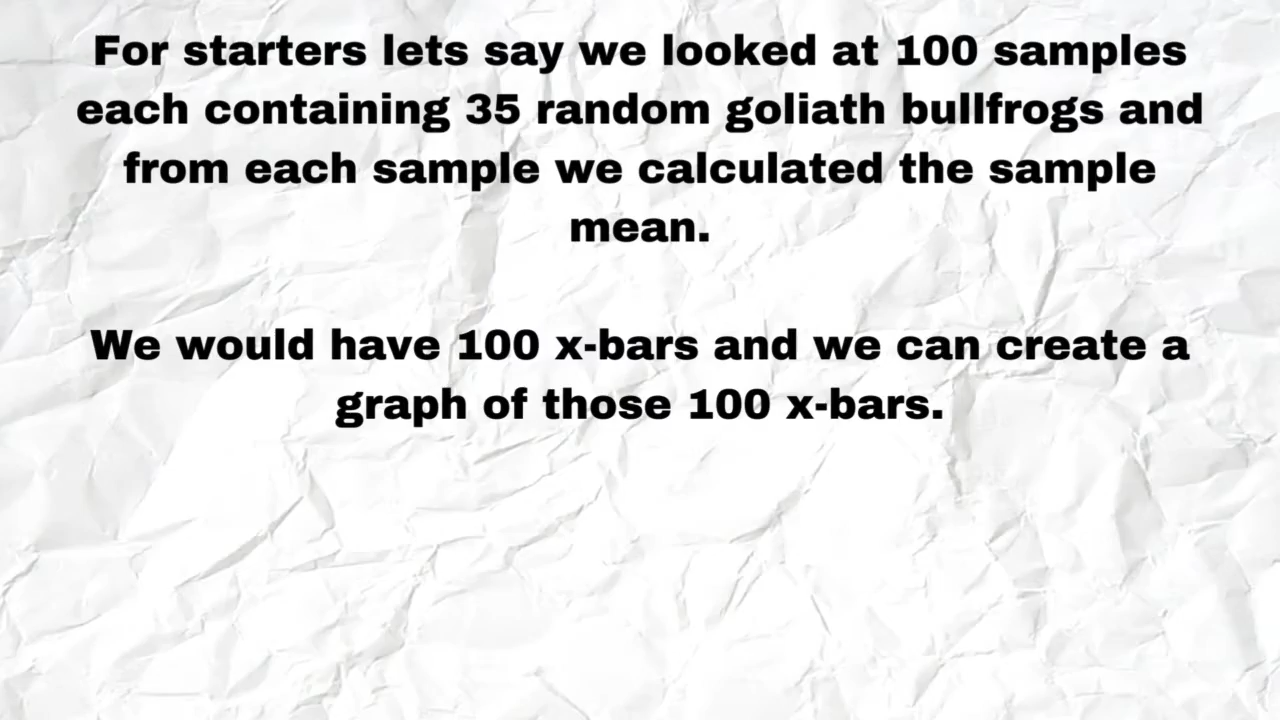 For starters lets say we looked at 100 samples
each containing 35 random goliath bullfrogs and
from each sample we calculated the sample
mean.
We would have 100 x-bars and we can create a
graph of those 100 x-bars.